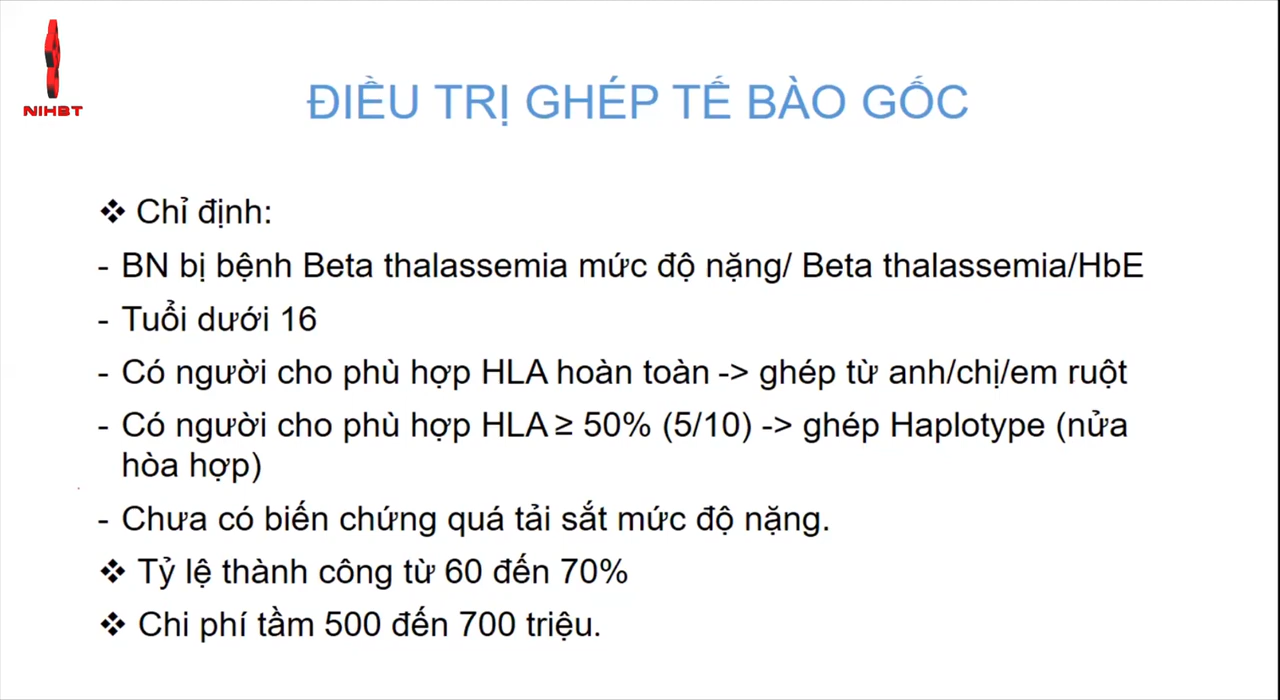 NIHBT
ĐIỀU TRỊ GHÉP TẾ BÀO GỐC
❖ Chỉ định:
- BN bị bệnh Beta thalassemia mức độ nặng/ Beta thalassemia/HbE
- Tuổi dưới 16
- Có người cho phù hợp HLA hoàn toàn -> ghép từ anh/chị/em ruột
- Có người cho phù hợp HLA ≥ 50% (5/10) -> ghép Haplotype (nửa
hòa hợp)
- Chưa có biến chứng quá tải sắt mức độ nặng.
❖ Tỷ lệ thành công từ 60 đến 70%
❖ Chi phí tầm 500 đến 700 triệu.